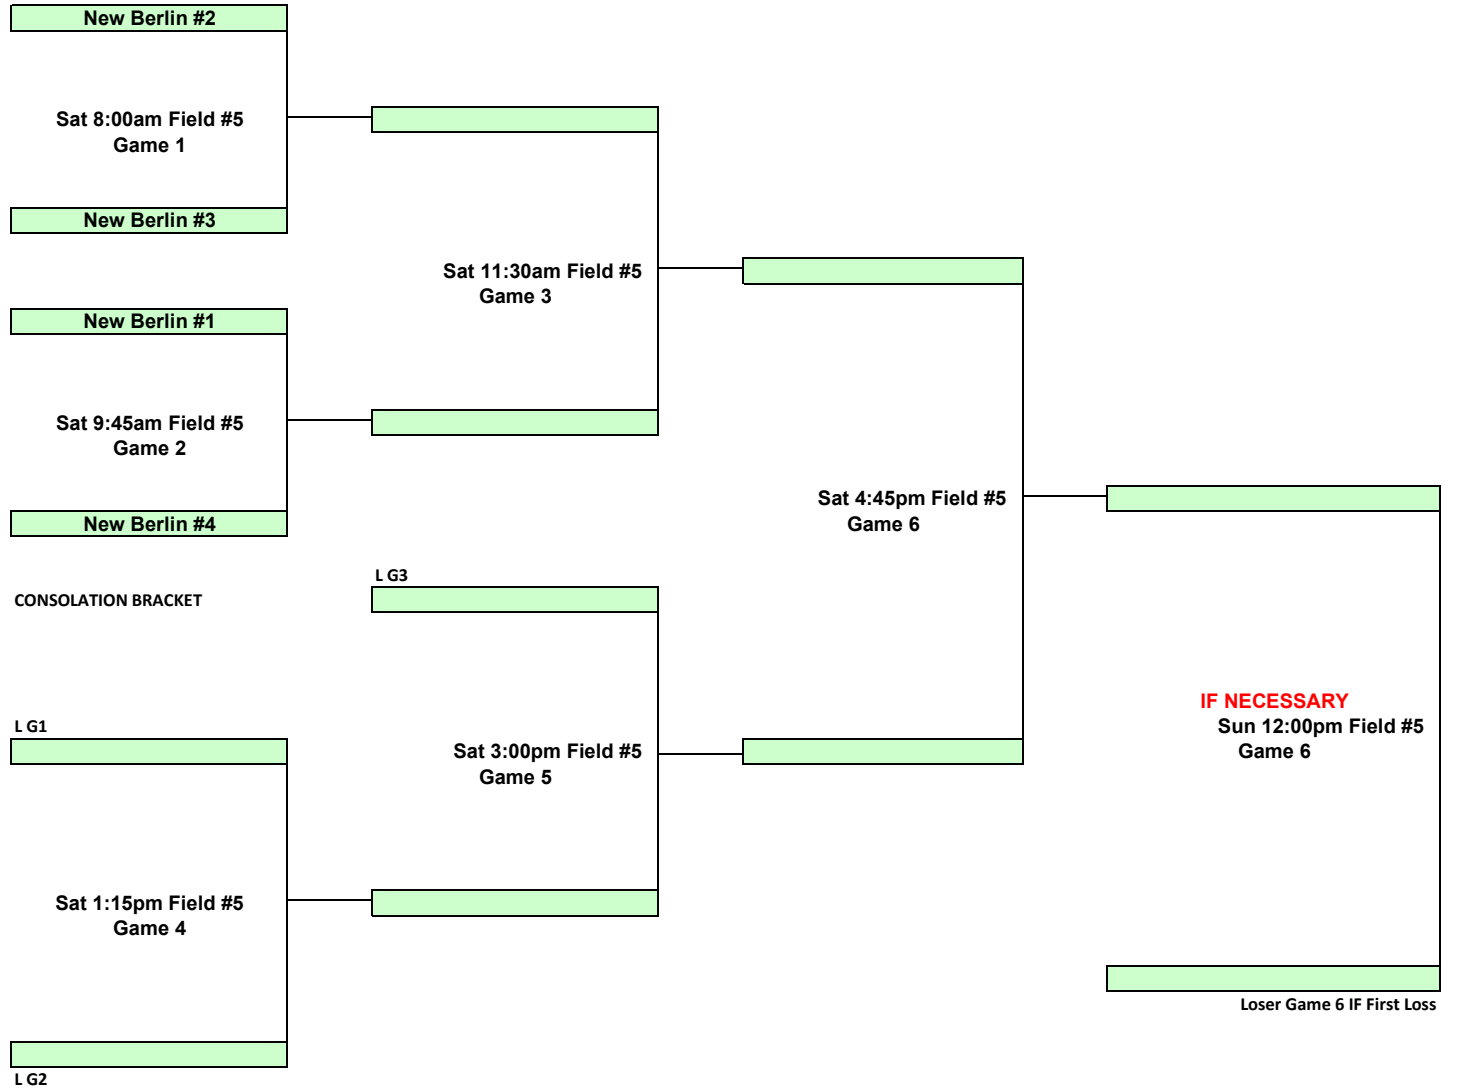 New Berlin #2
Sat 8:00am Field #5
Game 1
New Berlin #3
Sat 11:30am Field #5
Game 3
New Berlin #1
Sat 9:45am Field #5
Game 2
Sat 4:45pm Field #5
Game 6
New Berlin #4
L G3
CONSOLATION BRACKET
IF NECESSARY
Sun 12:00pm Field #5
Game 6
L G1
Sat 3:00pm Field #5
Game 5
Sat 1:15pm Field #5
Game 4
Loser Game 6 IF First Loss
L G2